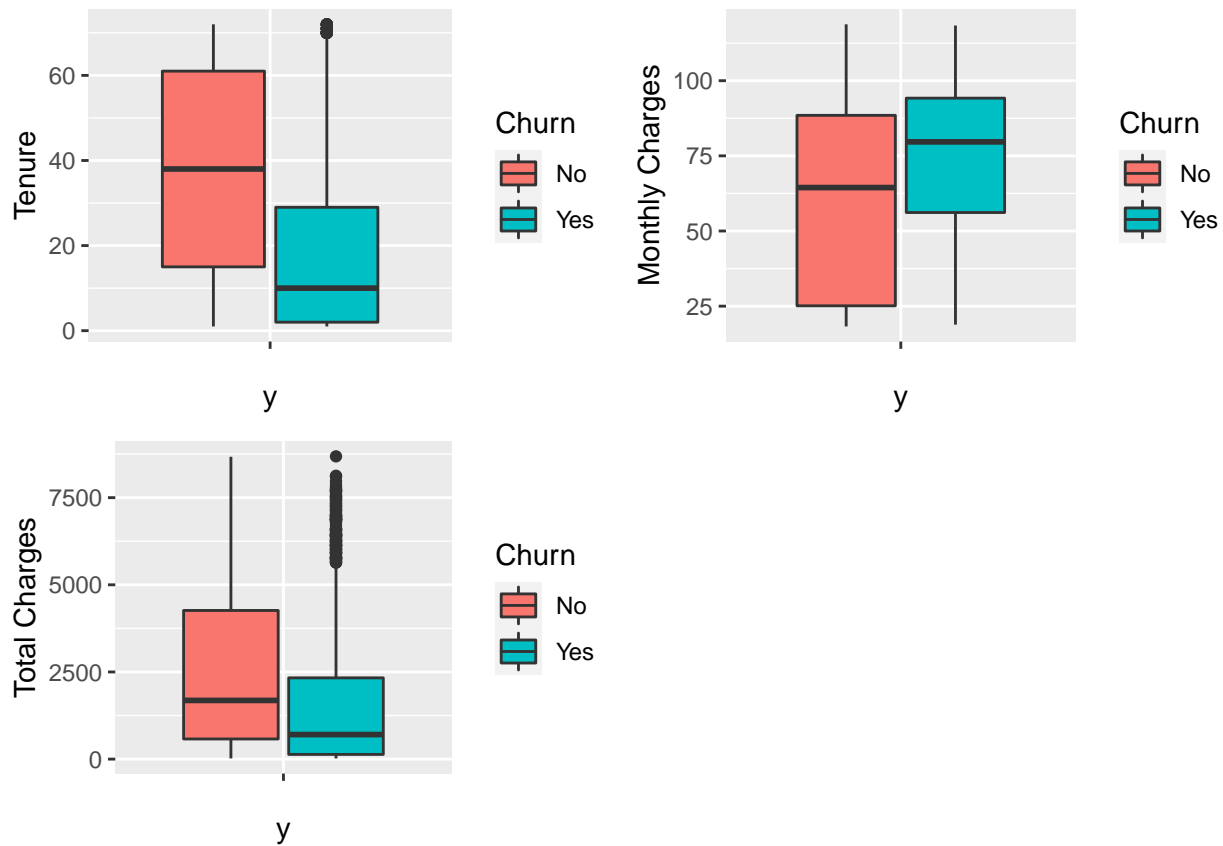 Tenure
60
40
20
0
y
Churn
No
Yes
Monthly Charges
100
75
50
25
y
Churn
No
Yes
Total Charges
7500
5000
2500
0
y
Churn
No
Yes